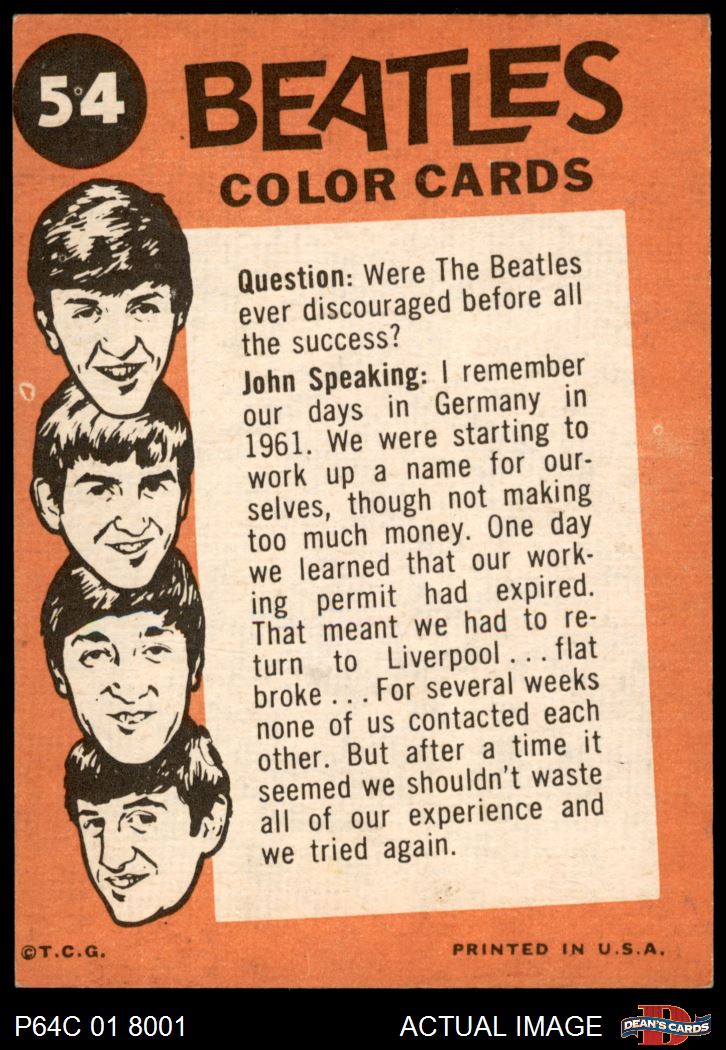 54
BEATLES
COLOR CARDS
Question: Were The Beatles
ever discouraged before all
the success?
John Speaking: I remember
our days in Germany in
1961. We were starting to
work up a name for our-
selves, though not making
too much money. One day
we learned that our work-
ing permit had expired.
That meant we had to re-
turn to Liverpool...flat
broke...For several weeks
none of us contacted each
other. But after a time it
seemed we shouldn't waste
all of our experience and
we tried again.
©T.C.G.
PRINTED IN U.S.A.
P64C 01 8001
ACTUAL IMAGE
D
DEAN'S CARDS